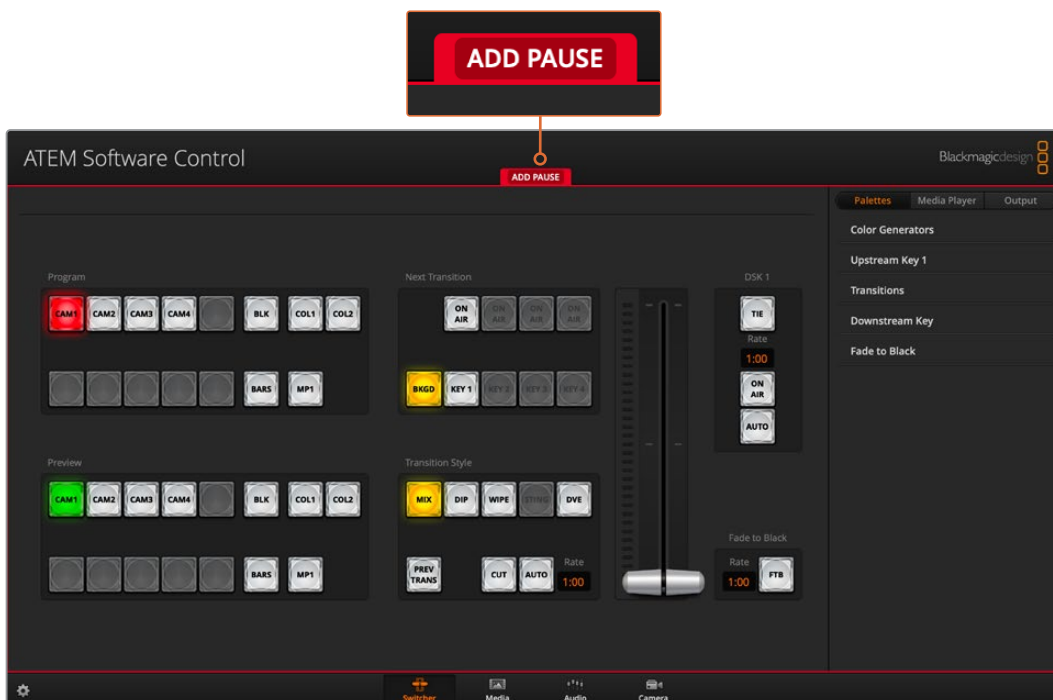 ADD PAUSE
ATEM Software Control
ADD PAUSE
Blackmagicdesign
Palettes Media Player Output
Color Generators
Upstream Key 1
Transitions
Downstream Key
Fade to Black
Program
CAM1 CAM2 CAM3 CAM4 BLK COL1 COL2
BARS MP1
Next Transition
ON AIR ON AIR ON AIR ON AIR
BKGD KEY 1 KEY 2 KEY 3 KEY 4
DSK 1
TIE
Rate
1:00
ON AIR
AUTO
Preview
CAM1 CAM2 CAM3 CAM4 BLK COL1 COL2
BARS MP1
Transition Style
MIX DIP WIPE STING DVE
PREV TRANS CUT AUTO Rate 1:00
Fade to Black
Rate
1:00 FTB
Switcher Media Audio Camera